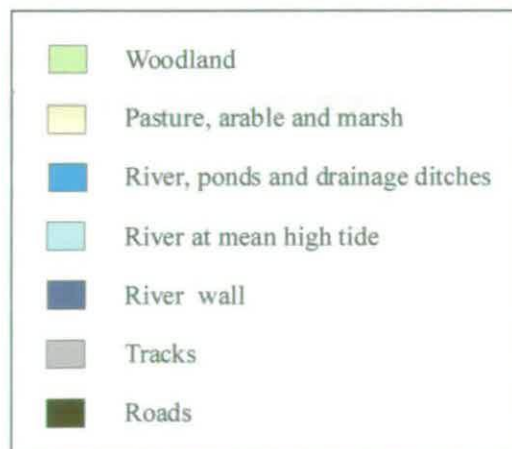 Woodland
Pasture, arable and marsh
River, ponds and drainage ditches
River at mean high tide
River wall
Tracks
Roads